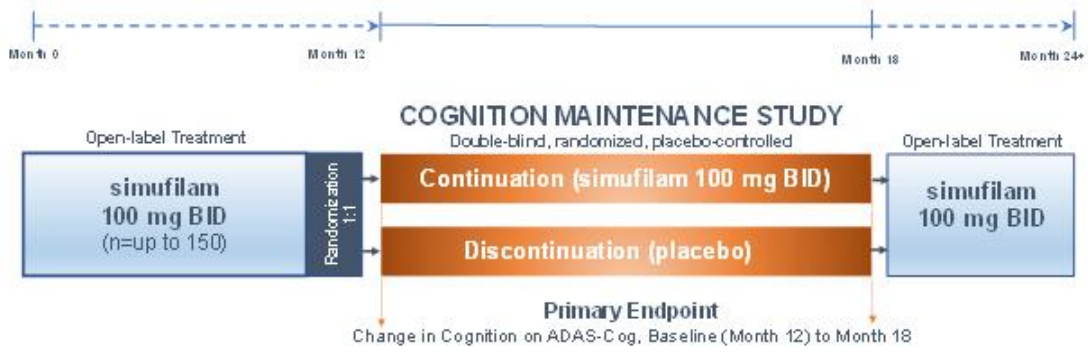 Month 0
Month 12
Month 18
Month 24+
COGNITION MAINTENANCE STUDY
Double-blind, randomized, placebo-controlled
Open-label Treatment
simufilam
100 mg BID
(n=up to 150)
Randomization
1:1
Continuation (simufilam 100 mg BID)
Discontinuation (placebo)
Open-label Treatment
simufilam
100 mg BID
Primary Endpoint
Change in Cognition on ADAS-Cog, Baseline (Month 12) to Month 18